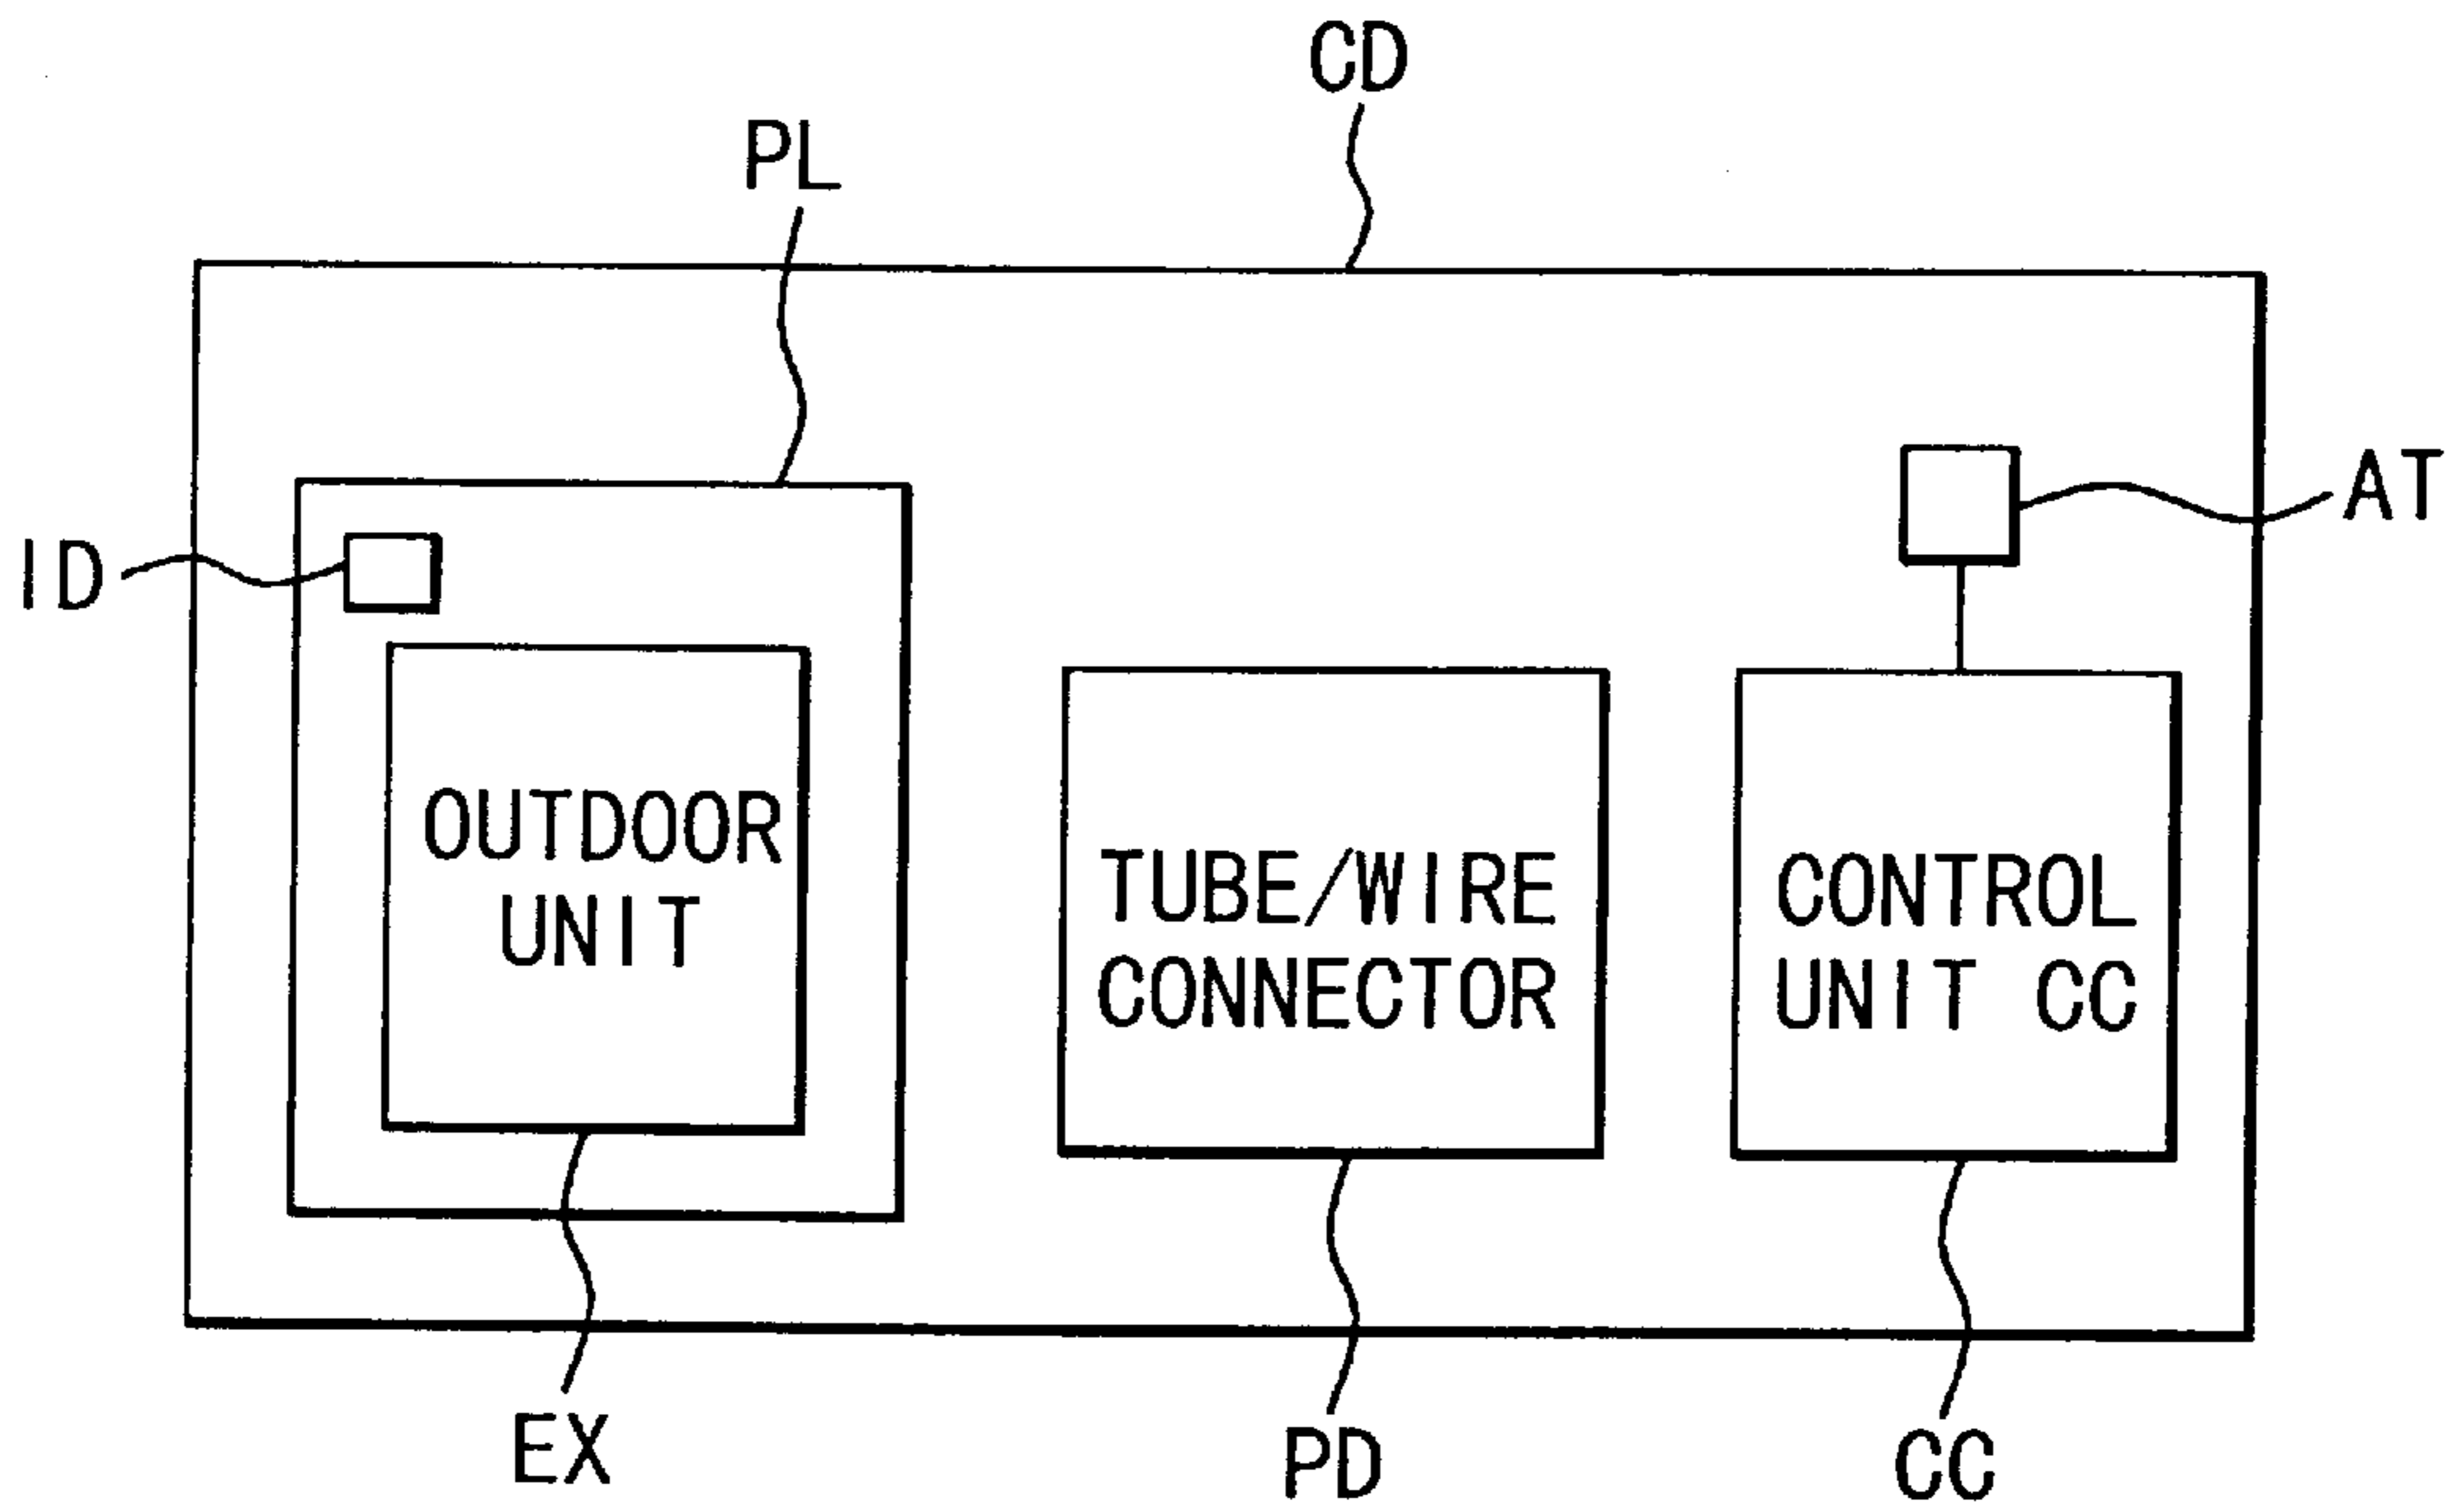 CD
PL
AT
ID
OUTDOOR
UNIT
TUBE/WIRE
CONNECTOR
CONTROL
UNIT CC
EX
PD
CC